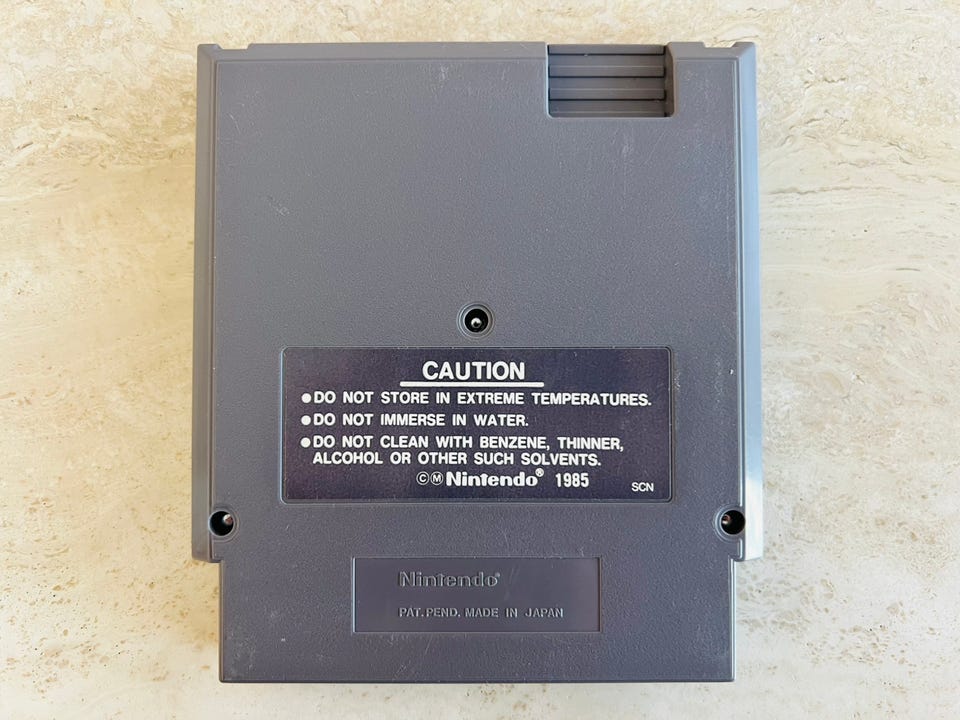 CAUTION
●DO NOT STORE IN EXTREME TEMPERATURES.
●DO NOT IMMERSE IN WATER.
●DO NOT CLEAN WITH BENZENE, THINNER,
ALCOHOL OR OTHER SUCH SOLVENTS.
©Ⓜ Nintendo® 1985
SCN
Nintendo®
PAT. PEND. MADE IN JAPAN